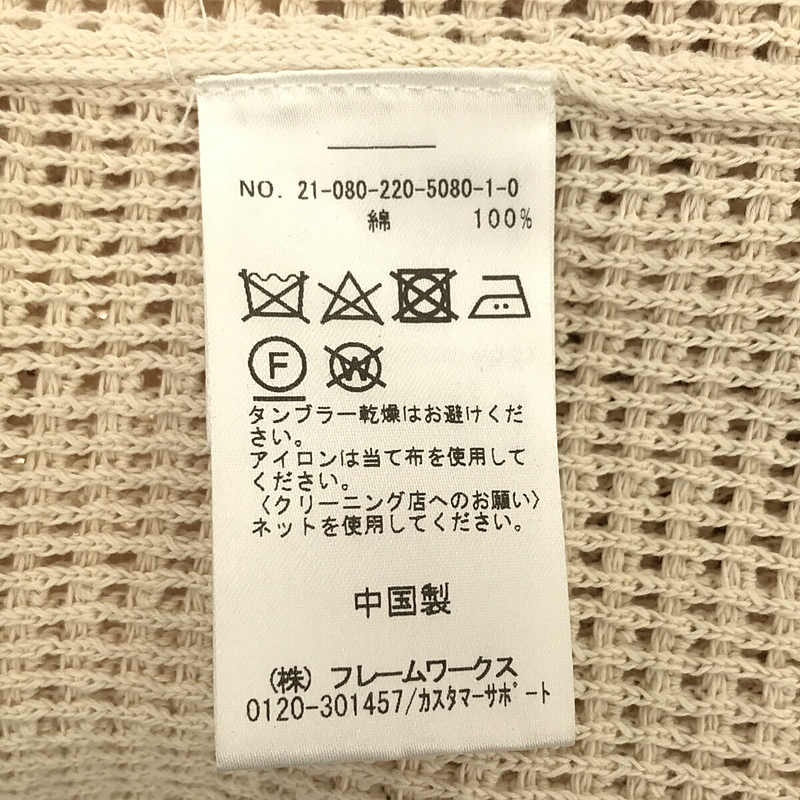 NO. 21-080-220-5080-1-0
綿 100%
F W
タンブラー乾燥はお避けくだ
さい。
アイロンは当て布を使用して
ください。
〈クリーニング店へのお願い〉
ネットを使用してください。
中国製
(株) フレームワークス
0120-301457/カスタマーサポート